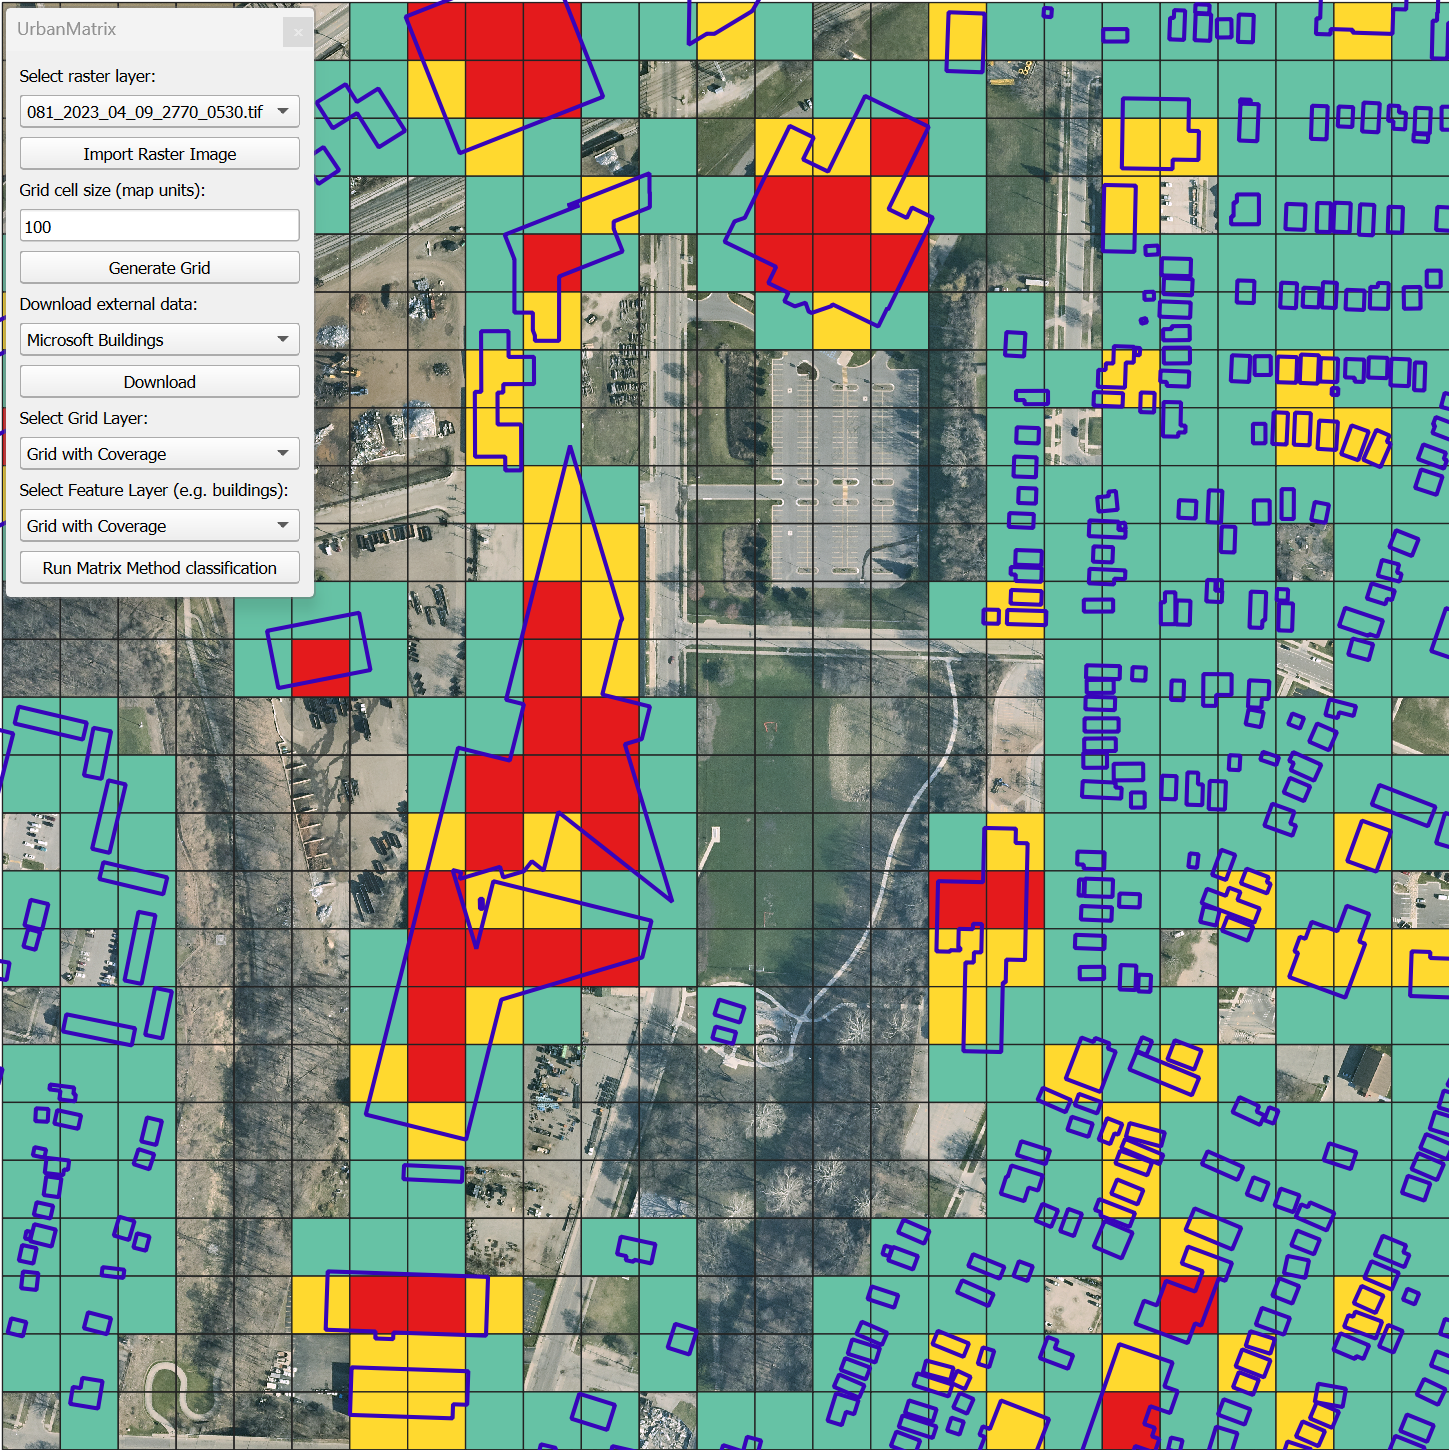 UrbanMatrix
Select raster layer:
081_2023_04_09_2770_0530.tif
Import Raster Image
Grid cell size (map units):
100
Generate Grid
Download external data:
Microsoft Buildings
Download
Select Grid Layer:
Grid with Coverage
Select Feature Layer (e.g. buildings):
Grid with Coverage
Run Matrix Method classification